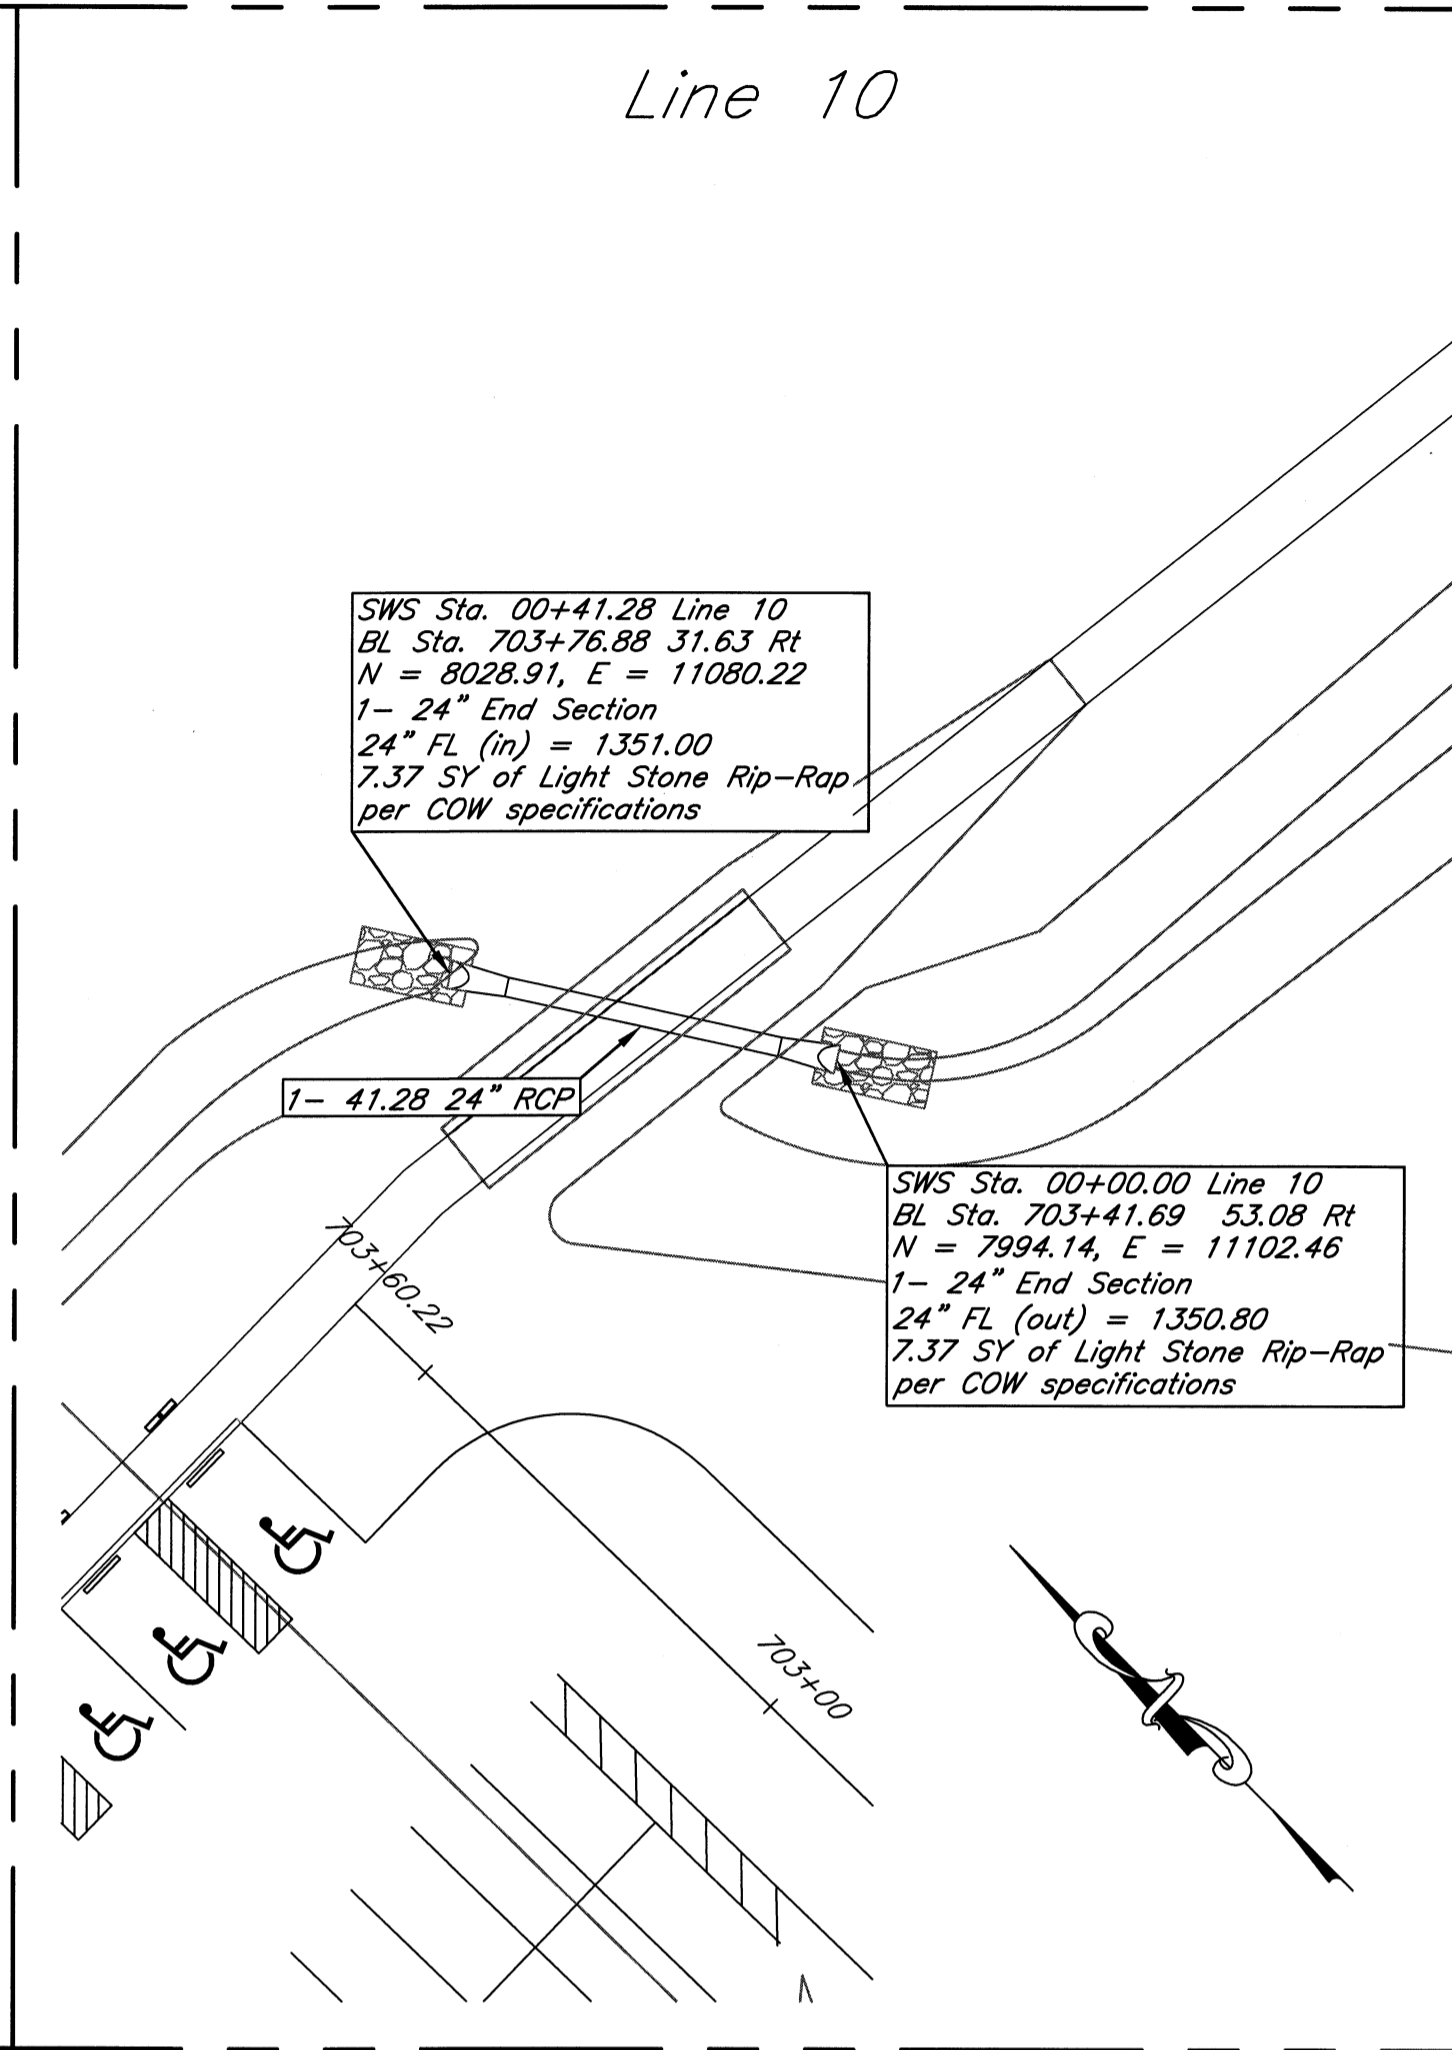 Line 10
SWS Sta. 00+41.28 Line 10
BL Sta. 703+76.88 31.63 Rt
N = 8028.91, E = 11080.22
1- 24" End Section
24" FL (in) = 1351.00
7.37 SY of Light Stone Rip-Rap
per COW specifications
1- 41.28 24" RCP
SWS Sta. 00+00.00 Line 10
BL Sta. 703+41.69 53.08 Rt
N = 7994.14, E = 11102.46
1- 24" End Section
24" FL (out) = 1350.80
7.37 SY of Light Stone Rip-Rap
per COW specifications
703+60.22
703+00